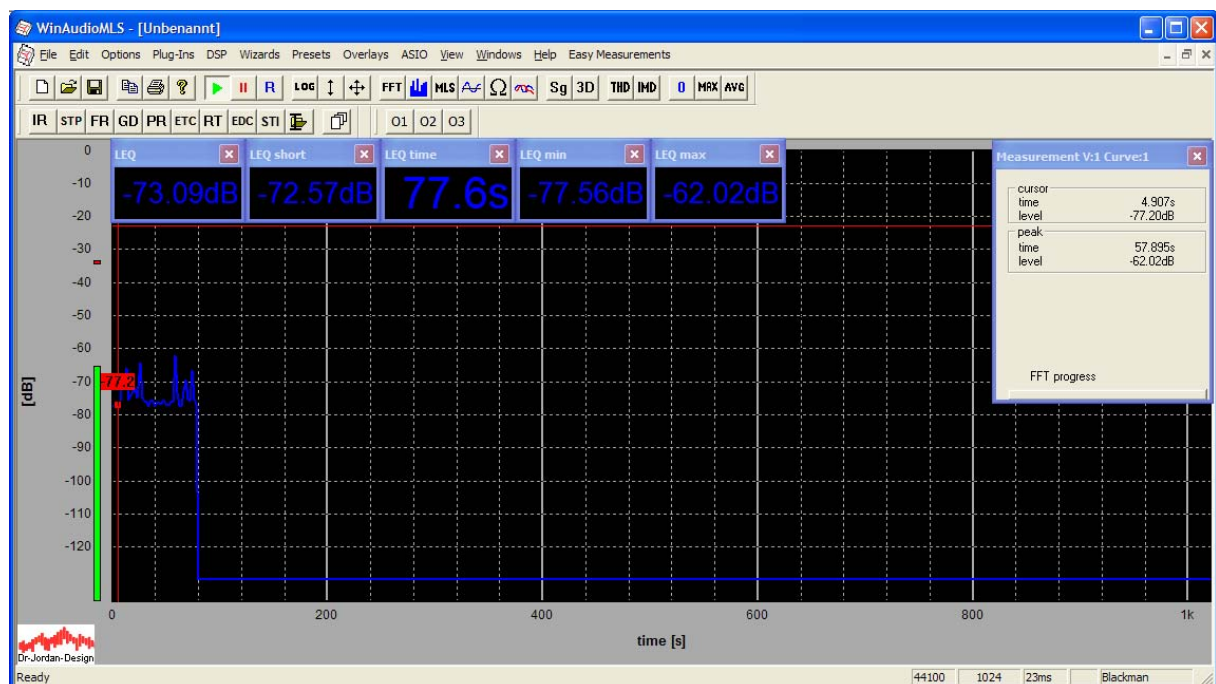 WinAudioMLS - [Unbenannt]
File Edit Options Plug-Ins DSP Wizards Presets Overlays ASIO View Windows Help Easy Measurements
R LOG FFT MLS Ω Sg 3D THD IMD 0 MAX AVG
IR STP FR GD PR ETC RT EDC STI O1 O2 O3
LEQ LEQ short LEQ time LEQ min LEQ max
-73.09dB -72.57dB 77.6s -77.56dB -62.02dB
Measurement V:1 Curve:1
cursor
time 4.907s
level -77.20dB
peak
time 57.895s
level -62.02dB
FFT progress
0
-10
-20
-30
-40
-50
-60
-70
-80
-90
-100
-110
-120
[dB]
-77.2
0 200 400 600 800 1k
time [s]
Dr-Jordan-Design
Ready 44100 1024 23ms Blackman